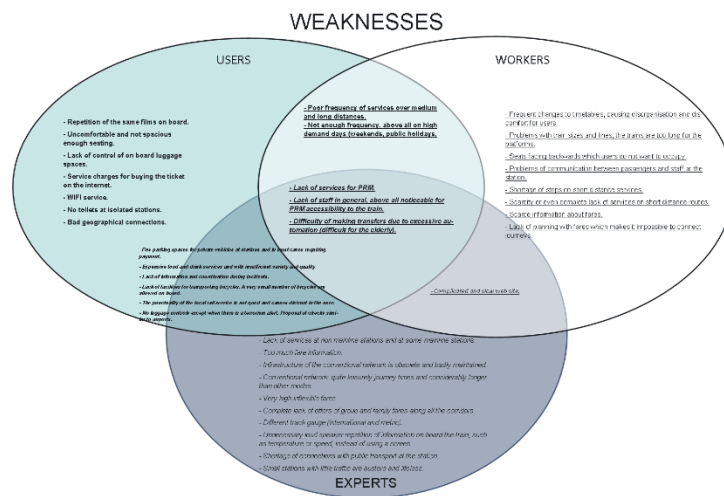 WEAKNESSES
USERS
WORKERS
- Repetition of the same films on board.
- Uncomfortable and not spacious
enough seating.
- Lack of control of on board luggage
spaces.
- Service charges for buying the ticket
on the internet.
- WIFI service.
- No toilets at isolated stations.
- Bad geographical connections.
- Poor frequency of services over medium
and long distances.
- Not enough frequency, above all on high
demand days (weekends, public holidays.
- Frequent changes to timetables, causing disorganisation and dis
comfort for users
- Problems with train sizes and lines, the trains are too long for the
platforms.
- Seats facing backwards which users do not want to occupy.
- Problems of communication between passengers and staff at the
station.
- Shortage of stops on short distance services.
- Scarcity or even complete lack of services on short distance routes.
- Scarce information about fares.
- Lack of planning with fares which makes it impossible to connect
journeys.
- Lack of services for PRM.
- Lack of staff in general, above all noticeable for
PRM accessibility to the train.
- Difficulty of making transfers due to excessive au-
tomation (difficult for the elderly).
- Few parking spaces for private vehicles at stations and in most cases requiring
payment.
- Expensive food and drink services and with insufficient variety and quality
- Lack of information and coordination during incidents.
- Lack of facilities for transporting bicycles. A very small number of bicycles are
allowed on board.
- The punctuality of the local networks is not good and causes distrust in the user.
- No luggage controls except when there is a terrorism alert. Proposal of checks simi-
lar to airports.
- Complicated and slow web site.
- Lack of services at non mainline stations and at some mainline stations.
- Too much fare information.
- Infrastructure of the conventional network is obsolete and badly maintained.
- Conventional network: quite leisurely journey times and considerably longer
than other modes
- Very high inflexible fares.
- Complete lack of offers of group and family fares along all the corridors.
- Different track gauge (international and metric).
- Unnecessary loud speaker repetition of information on board the train, such
as temperature or speed, instead of using a screen.
- Shortage of connections with public transport at the station.
- Small stations with little traffic are austere and lifeless.
EXPERTS